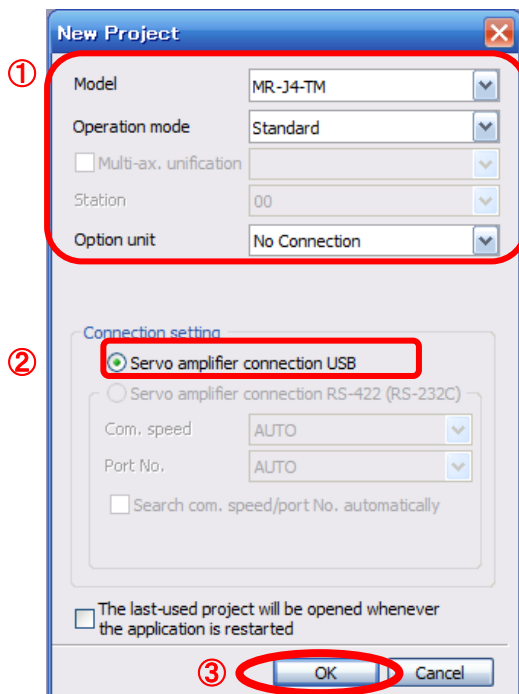 New Project
①
Model
MR-J4-TM
Operation mode
Standard
Multi-ax. unification
Station
00
Option unit
No Connection
Connection setting
②
Servo amplifier connection USB
Servo amplifier connection RS-422 (RS-232C)
Com. speed
AUTO
Port No.
AUTO
Search com. speed/port No. automatically
The last-used project will be opened whenever
the application is restarted
③
OK
Cancel